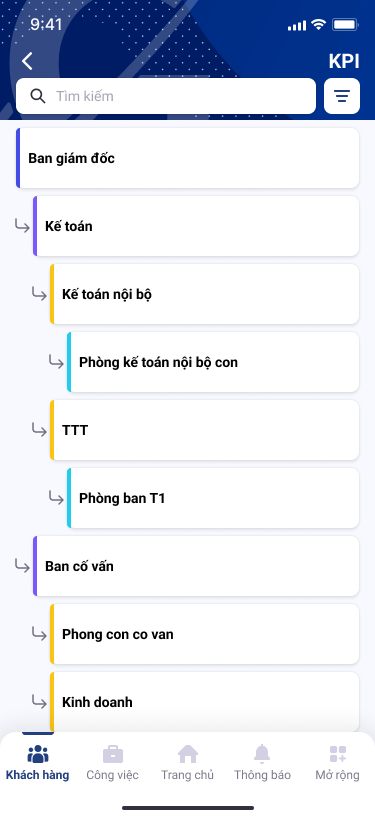 9:41
KPI
Tìm kiếm
Ban giám đốc
Kế toán
Kế toán nội bộ
Phòng kế toán nội bộ con
TTT
Phòng ban T1
Ban cố vấn
Phong con co van
Kinh doanh
Khách hàng
Công việc
Trang chủ
Thông báo
Mở rộng